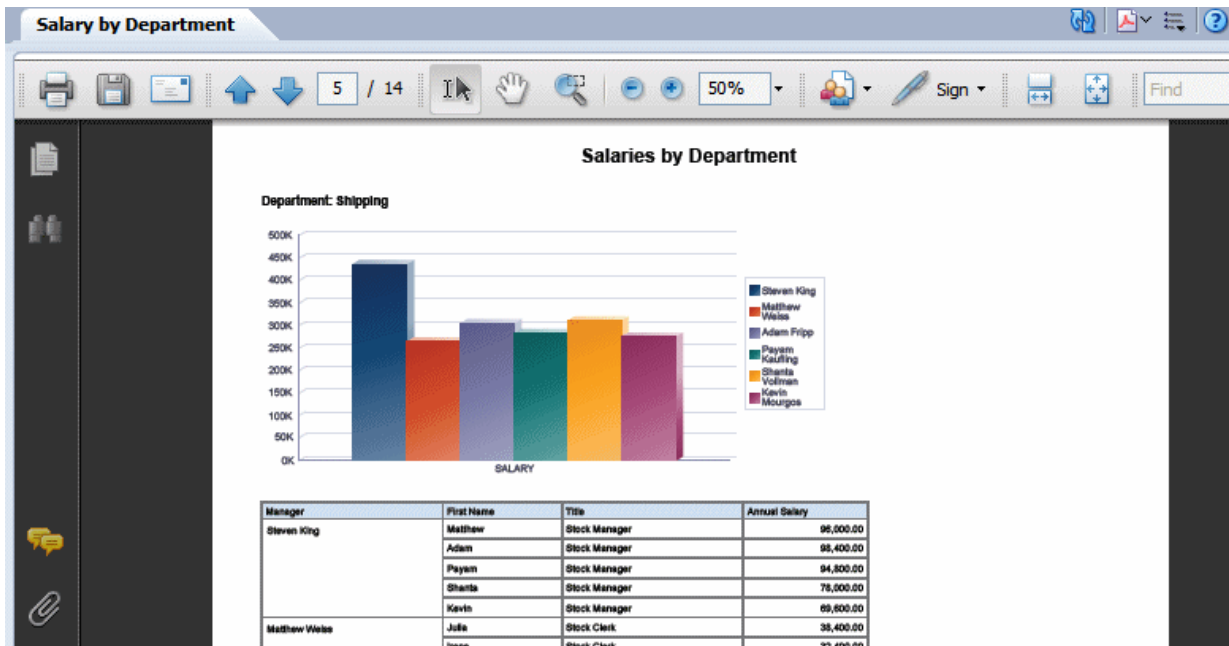 Salary by Department
5 / 14
50%
Sign
Find
Salaries by Department
Department: Shipping
500K
450K
400K
350K
300K
250K
200K
150K
100K
50K
0K
SALARY
Steven King
Matthew
Weiss
Adam Fripp
Payam
Kaufling
Shanta
Vollman
Kevin
Mourgos
Manager First Name Title Annual Salary
Steven King Matthew Stock Manager 96,000.00
Adam Stock Manager 98,400.00
Payam Stock Manager 94,800.00
Shanta Stock Manager 78,000.00
Kevin Stock Manager 69,600.00
Matthew Weiss Julia Stock Clerk 38,400.00
Stock Clerk